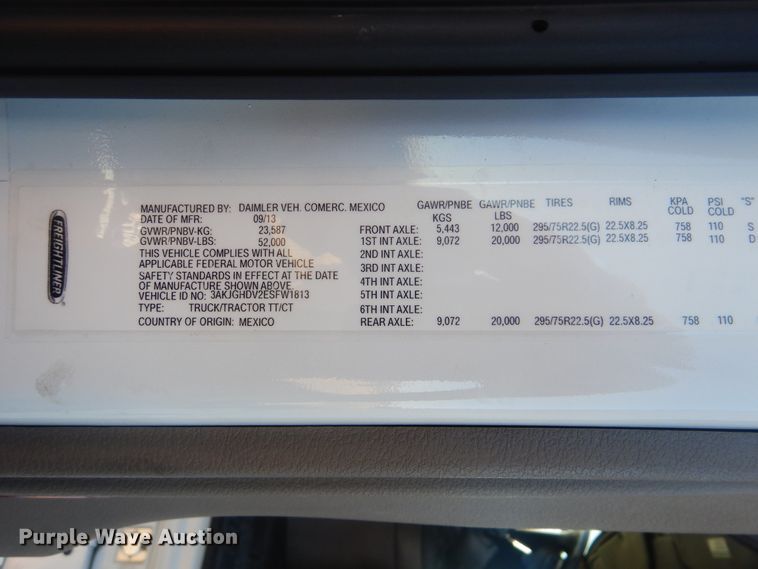 FREIGHTLINER
MANUFACTURED BY: DAIMLER VEH. COMERC. MEXICO
DATE OF MFR: 09/13
GVWR/PNBV-KG: 23,587
GVWR/PNBV-LBS: 52,000
THIS VEHICLE COMPLIES WITH ALL
APPLICABLE FEDERAL MOTOR VEHICLE
SAFETY STANDARDS IN EFFECT AT THE DATE
OF MANUFACTURE SHOWN ABOVE.
VEHICLE ID NO: 3AKJGHDV2ESFW1813
TYPE: TRUCK/TRACTOR TT/CT
COUNTRY OF ORIGIN: MEXICO
GAWR/PNBE GAWR/PNBE TIRES RIMS KPA PSI "S"
KGS LBS COLD COLD
FRONT AXLE: 5,443 12,000 295/75R22.5(G) 22.5X8.25 758 110 S
1ST INT AXLE: 9,072 20,000 295/75R22.5(G) 22.5X8.25 758 110 D
2ND INT AXLE:
3RD INT AXLE:
4TH INT AXLE:
5TH INT AXLE:
6TH INT AXLE:
REAR AXLE: 9,072 20,000 295/75R22.5(G) 22.5X8.25 758 110 D
Purple Wave Auction